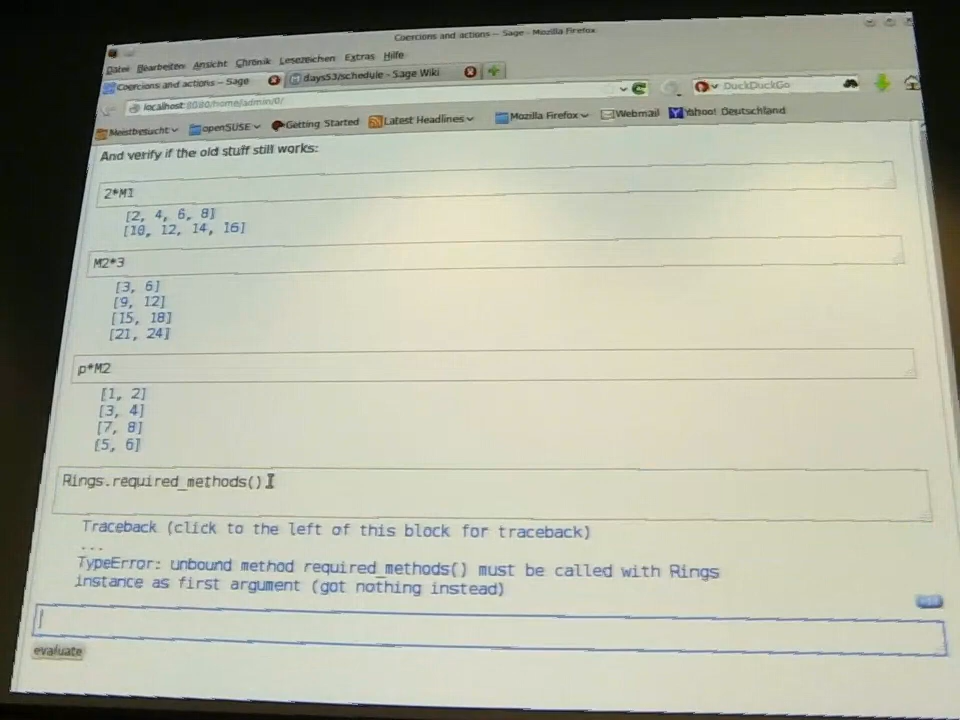 Coercions and actions – Sage - Mozilla Firefox
Datei Bearbeiten Ansicht Chronik Lesezeichen Extras Hilfe
Coercions and actions – Sage days53/schedule - Sage Wiki
localhost:8080/home/admin/0/ DuckDuckGo
Meistbesucht openSUSE Getting Started Latest Headlines Mozilla Firefox Webmail Yahoo! Deutschland
And verify if the old stuff still works:
2*M1
[2, 4, 6, 8]
[10, 12, 14, 16]
M2*3
[3, 6]
[9, 12]
[15, 18]
[21, 24]
p*M2
[1, 2]
[3, 4]
[7, 8]
[5, 6]
Rings.required_methods()
Traceback (click to the left of this block for traceback)
...
TypeError: unbound method required_methods() must be called with Rings
instance as first argument (got nothing instead)
evaluate